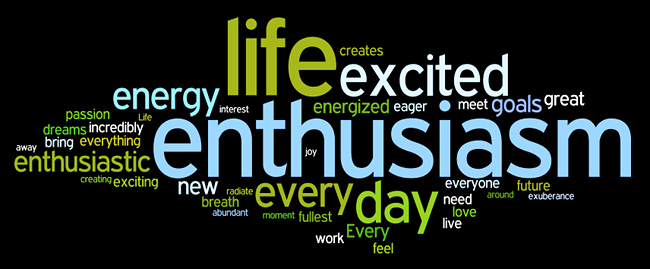 life
creates
excited
energy
interest
energized
eager
meet
goals
great
passion
Life
dreams
incredibly
bring
everything
away
enthusiasm
joy
enthusiastic
creating
exciting
new
radiate
every
day
everyone
around
future
exuberance
breath
need
abundant
moment
fullest
love
live
work
Every
feel